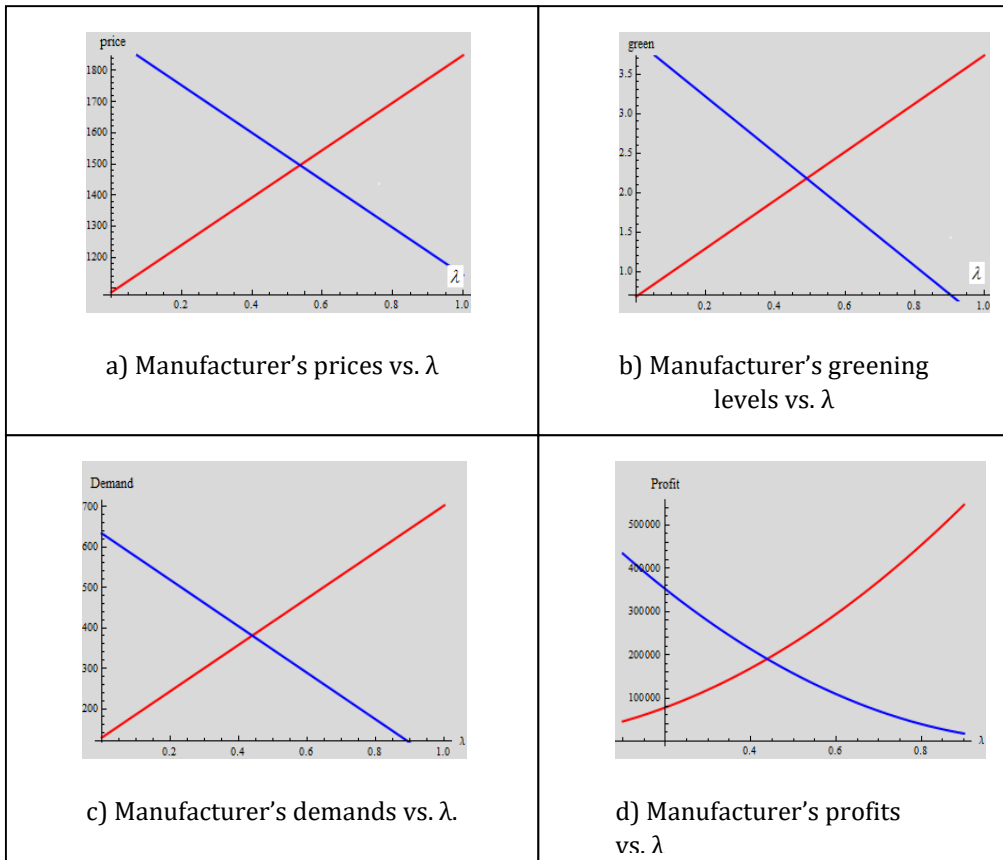 price
1800
1700
1600
1500
1400
1300
1200
0.2 0.4 0.6 0.8 1.0
λ
a) Manufacturer’s prices vs. λ
green
3.5
3.0
2.5
2.0
1.5
1.0
0.2 0.4 0.6 0.8 1.0
λ
b) Manufacturer’s greening
levels vs. λ
Demand
700
600
500
400
300
200
0.2 0.4 0.6 0.8 1.0 λ
c) Manufacturer’s demands vs. λ.
Profit
500000
400000
300000
200000
100000
0.4 0.6 0.8 λ
d) Manufacturer’s profits
vs. λ